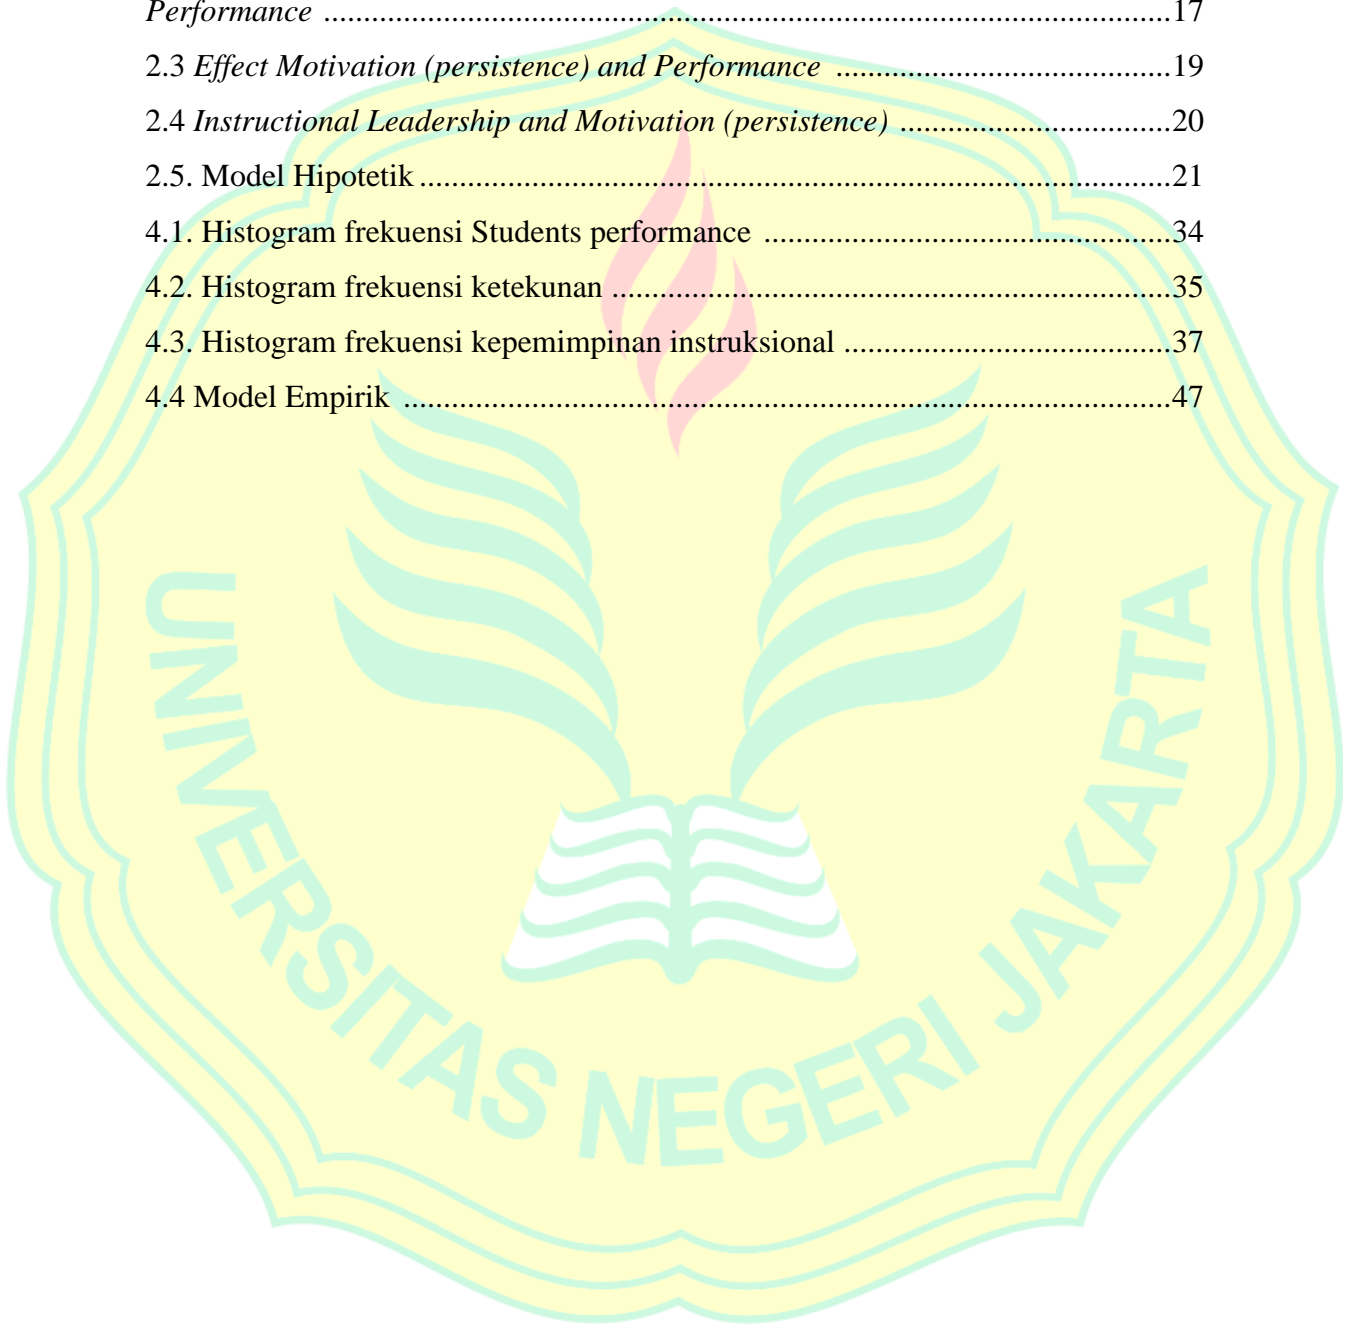 Performance ........................................................................................................17
2.3 Effect Motivation (persistence) and Performance .........................................19
2.4 Instructional Leadership and Motivation (persistence) .................................20
2.5. Model Hipotetik ............................................................................................21
4.1. Histogram frekuensi Students performance ..................................................34
4.2. Histogram frekuensi ketekunan .....................................................................35
4.3. Histogram frekuensi kepemimpinan instruksional ........................................37
4.4 Model Empirik ..............................................................................................47
UNIVERSITAS NEGERI JAKARTA